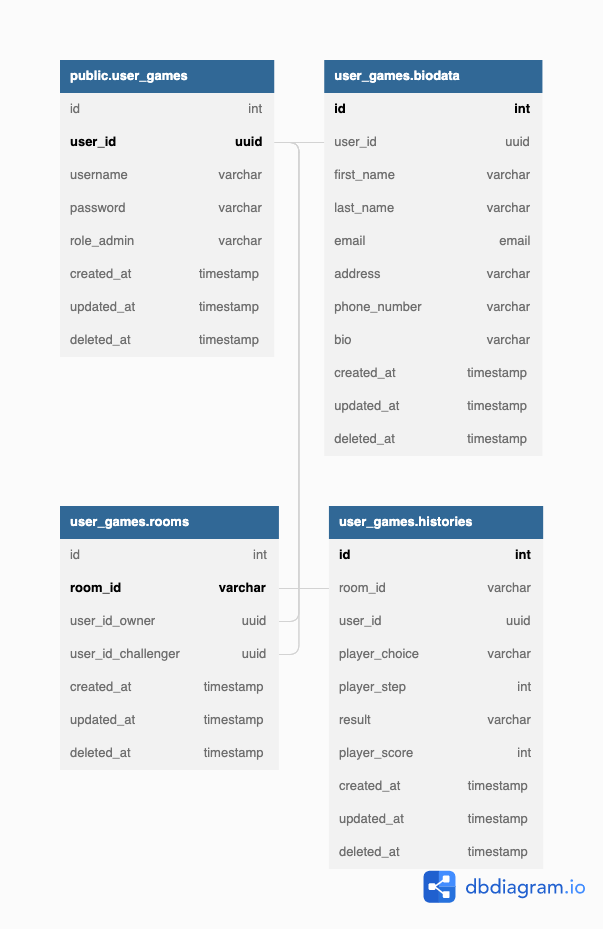 public.user_games
id int
user_id uuid
username varchar
password varchar
role_admin varchar
created_at timestamp
updated_at timestamp
deleted_at timestamp
user_games.biodata
id int
user_id uuid
first_name varchar
last_name varchar
email email
address varchar
phone_number varchar
bio varchar
created_at timestamp
updated_at timestamp
deleted_at timestamp
user_games.rooms
id int
room_id varchar
user_id_owner uuid
user_id_challenger uuid
created_at timestamp
updated_at timestamp
deleted_at timestamp
user_games.histories
id int
room_id varchar
user_id uuid
player_choice varchar
player_step int
result varchar
player_score int
created_at timestamp
updated_at timestamp
deleted_at timestamp
dbdiagram.io